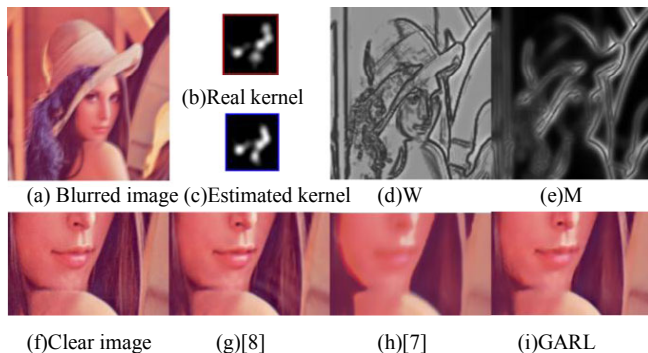 (b)Real kernel
(a) Blurred image (c)Estimated kernel (d)W (e)M
(f)Clear image (g)[8] (h)[7] (i)GARL